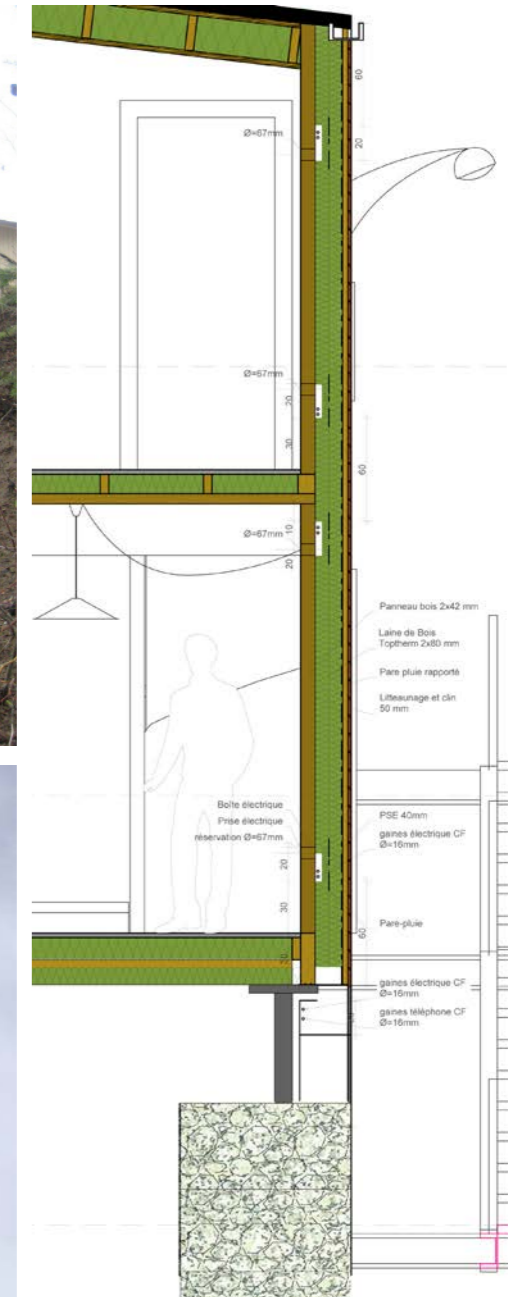 60
Ø=67mm
20
Ø=67mm
20
30
60
10
Ø=67mm
20
Panneau bois 2x42 mm
Laine de Bois
Toptherm 2x80 mm
Pare pluie rapporté
Litteaunage et clin
50 mm
Boîte électrique
Prise électrique
réservation Ø=67mm
PSE 40mm
gaines électrique CF
Ø=16mm
20
30
Pare-pluie
60
gaines électrique CF
Ø=16mm
gaines téléphone CF
Ø=16mm